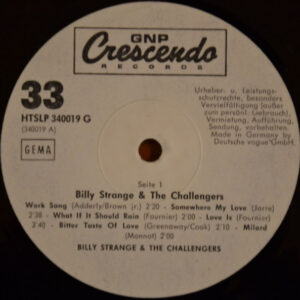 GNP
Crescendo
RECORDS
33
HTSLP 340019 G
(340019 A)
GEMA
Urheber- u. Leistungs-
schutzrechte, besonders
Vervielfältigung (außer
zum persönl. Gebrauch),
Vermietung, Aufführung,
Sendung, vorbehalten.
Made in Germany by
Deutsche vogue GmbH.
Seite 1
Billy Strange & The Challengers
Work Song (Adderly/Brown jr.) 2'20 - Somewhere My Love (Jarre)
2'38 - What If It Should Rain (Fournier) 2'00 - Love Is (Fournier)
2'40 - Bitter Taste Of Love (Greenaway/Cook) 2'10 - Milord
(Monnot) 2'00
BILLY STRANGE & THE CHALLENGERS